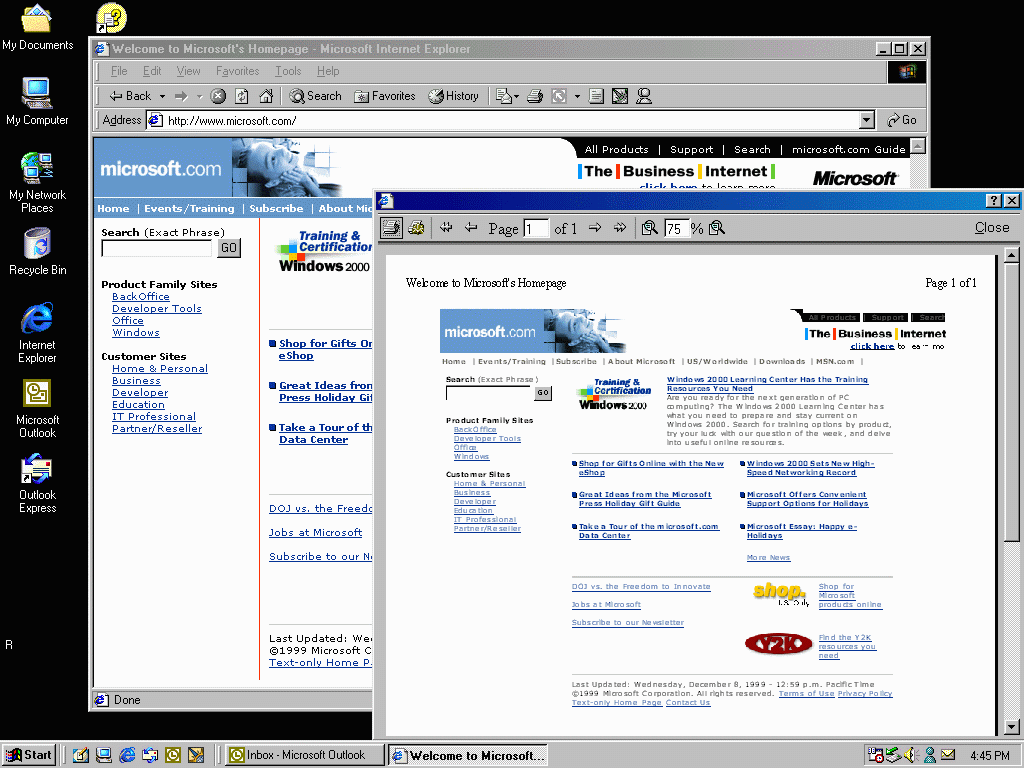 My Documents
My Computer
My Network
Places
Recycle Bin
Internet
Explorer
Microsoft
Outlook
Outlook
Express
R
Welcome to Microsoft's Homepage - Microsoft Internet Explorer
File Edit View Favorites Tools Help
Back Search Favorites History
Address http://www.microsoft.com/ Go
All Products | Support | Search | microsoft.com Guide
microsoft.com
The Business Internet
click here to learn more
Microsoft
Home | Events/Training | Subscribe | About Mic
Search (Exact Phrase)
GO
Product Family Sites
BackOffice
Developer Tools
Office
Windows
Customer Sites
Home & Personal
Business
Developer
Education
IT Professional
Partner/Reseller
Training &
Certification
Windows 2000
Shop for Gifts On
eShop
Great Ideas from
Press Holiday Gif
Take a Tour of th
Data Center
DOJ vs. the Freedo
Jobs at Microsoft
Subscribe to our Ne
Last Updated: Wed
©1999 Microsoft C
Text-only Home Pa
Done
Page 1 of 1 75 % Close
Welcome to Microsoft's Homepage Page 1 of 1
All Products | Support | Search
microsoft.com
The Business Internet
click here to learn mo
Home | Events/Training | Subscribe | About Microsoft | US/Worldwide | Downloads | MSN.com |
Search (Exact Phrase)
GO
Product Family Sites
BackOffice
Developer Tools
Office
Windows
Customer Sites
Home & Personal
Business
Developer
Education
IT Professional
Partner/Reseller
Training &
Certification
Windows 2000
Windows 2000 Learning Center Has the Training
Resources You Need
Are you ready for the next generation of PC
computing? The Windows 2000 Learning Center has
what you need to prepare and stay current on
Windows 2000. Search for training options by product,
try your luck with our question of the week, and delve
into useful online resources.
Shop for Gifts Online with the New
eShop
Great Ideas from the Microsoft
Press Holiday Gift Guide
Take a Tour of the microsoft.com
Data Center
Windows 2000 Sets New High-
Speed Networking Record
Microsoft Offers Convenient
Support Options for Holidays
Microsoft Essay: Happy e-
Holidays
More News
DOJ vs. the Freedom to Innovate
Jobs at Microsoft
Subscribe to our Newsletter
shop.
U.S. Only
Shop for
Microsoft
products online
Y2K
Find the Y2K
resources you
need
Last Updated: Wednesday, December 8, 1999 - 12:59 p.m. Pacific Time
©1999 Microsoft Corporation. All rights reserved. Terms of Use Privacy Policy
Text-only Home Page Contact Us
Start Inbox - Microsoft Outlook Welcome to Microsoft... 4:45 PM